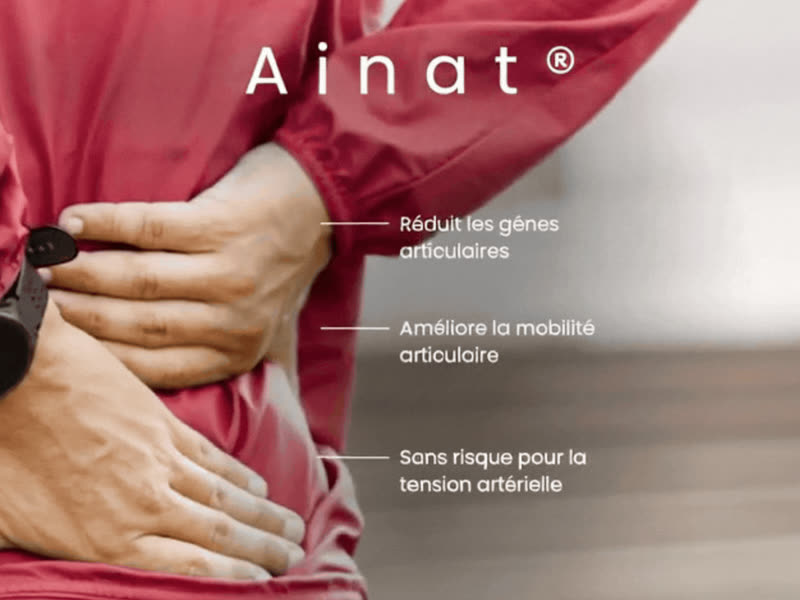 Ainat®
Réduit les gênes
articulaires
Améliore la mobilité
articulaire
Sans risque pour la
tension artérielle